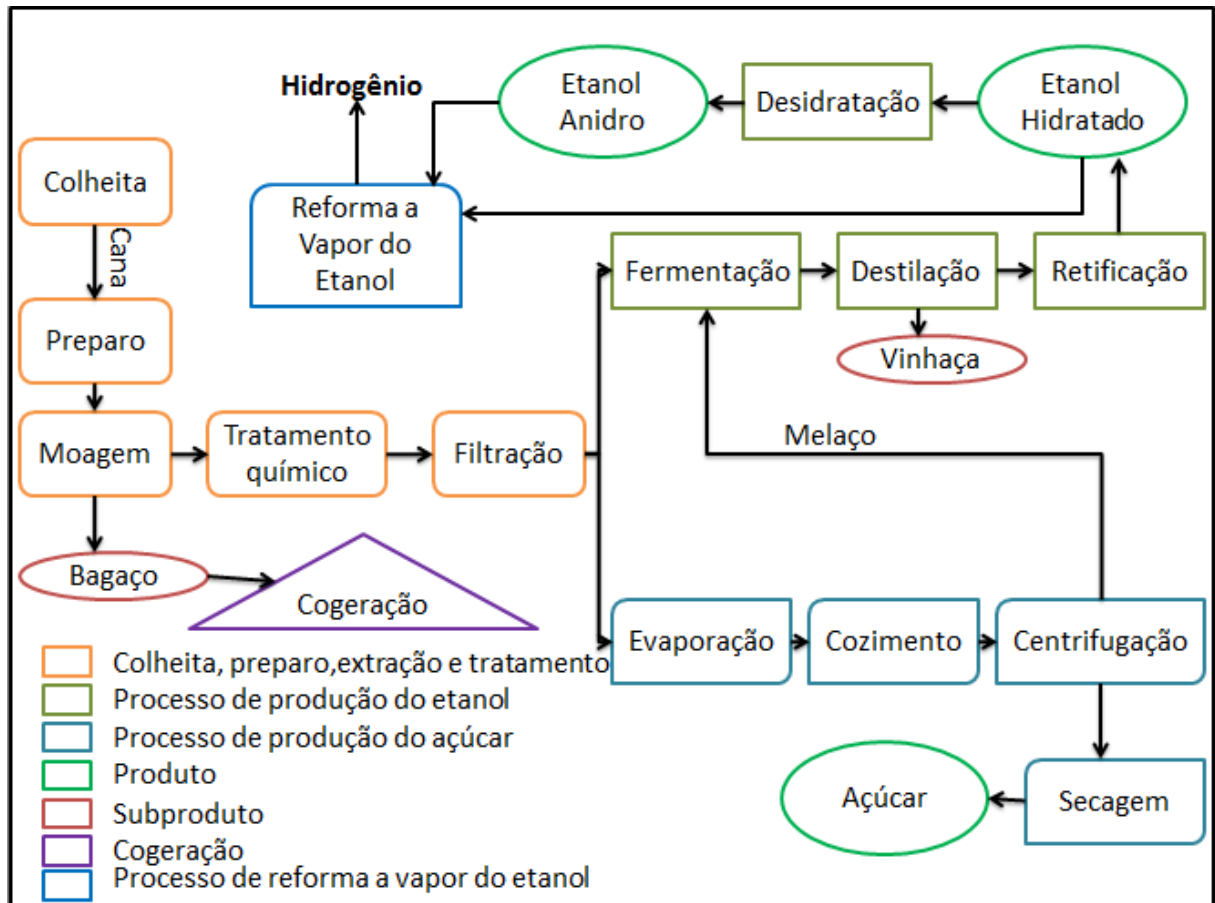 Hidrogênio
Etanol
Anidro
Desidratação
Etanol
Hidratado
Colheita
Cana
Reforma a
Vapor do
Etanol
Fermentação
Destilação
Retificação
Preparo
Vinhaça
Moagem
Tratamento
químico
Filtração
Melaço
Bagaço
Cogeração
Evaporação
Cozimento
Centrifugação
Colheita, preparo,extração e tratamento
Processo de produção do etanol
Processo de produção do açúcar
Produto
Subproduto
Cogeração
Processo de reforma a vapor do etanol
Açúcar
Secagem